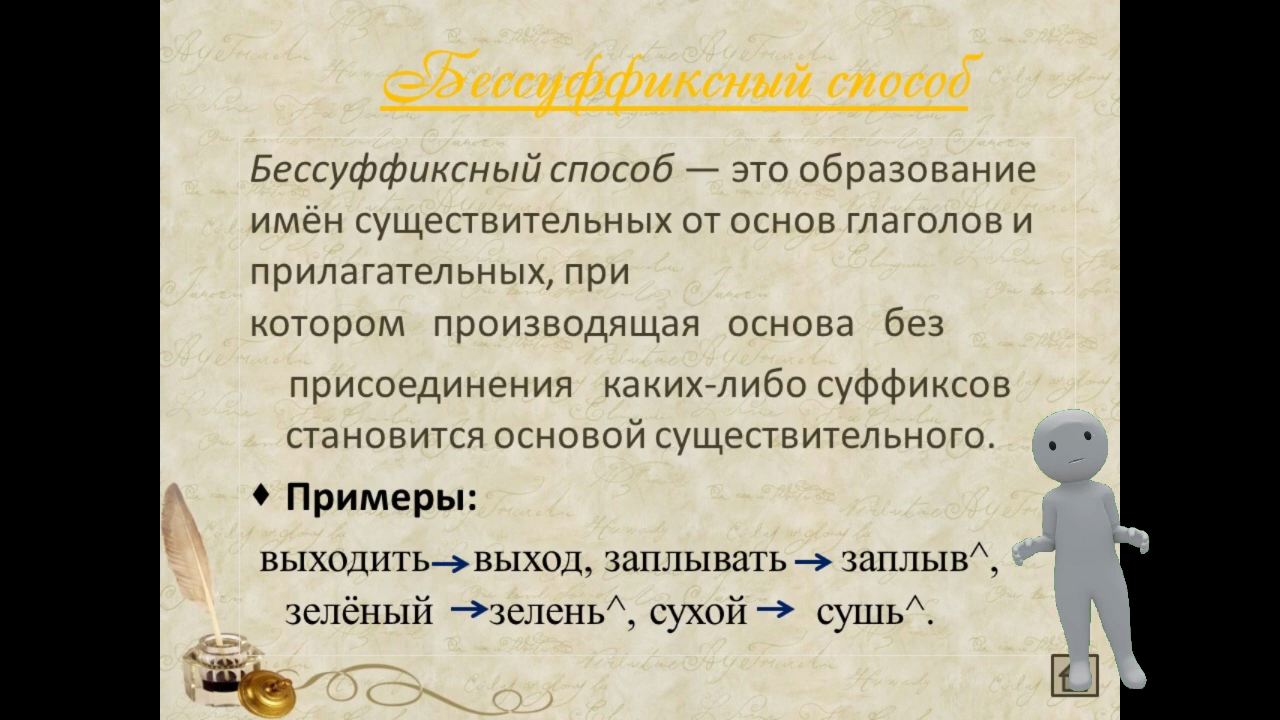 Бессуффиксный способ
Бессуффиксный способ — это образование
имён существительных от основ глаголов и
прилагательных, при
котором производящая основа без
присоединения каких-либо суффиксов
становится основой существительного.
♦ Примеры:
выходить→выход, заплывать → заплыв^,
зелёный →зелень^, сухой → сушь^.